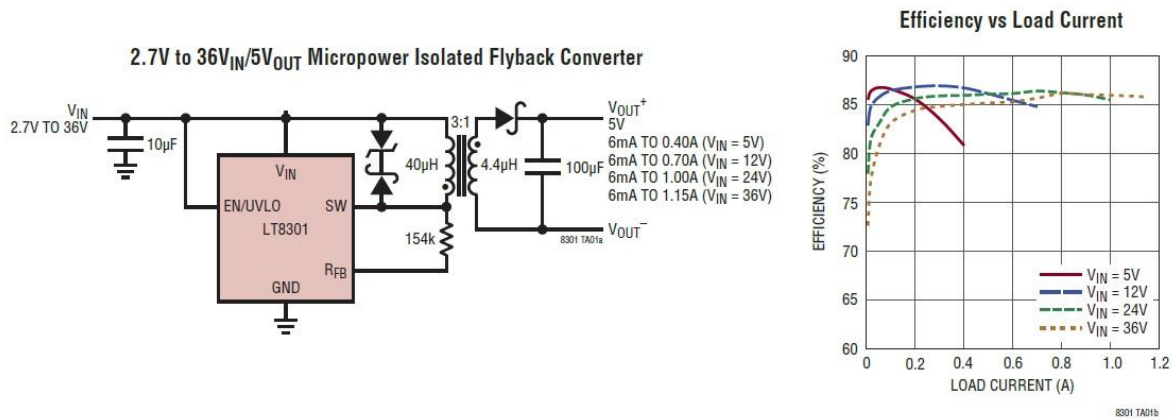 2.7V to 36VIN/5VOUT Micropower Isolated Flyback Converter
VIN
2.7V TO 36V
10µF
VIN
EN/UVLO
SW
LT8301
RFB
GND
154k
40µH
3:1
4.4µH
100µF
VOUT+
5V
6mA TO 0.40A (VIN = 5V)
6mA TO 0.70A (VIN = 12V)
6mA TO 1.00A (VIN = 24V)
6mA TO 1.15A (VIN = 36V)
VOUT–
8301 TA01a
Efficiency vs Load Current
EFFICIENCY (%)
90
85
80
75
70
65
60
VIN = 5V
VIN = 12V
VIN = 24V
VIN = 36V
0 0.2 0.4 0.6 0.8 1.0 1.2
LOAD CURRENT (A)
8301 TA01b